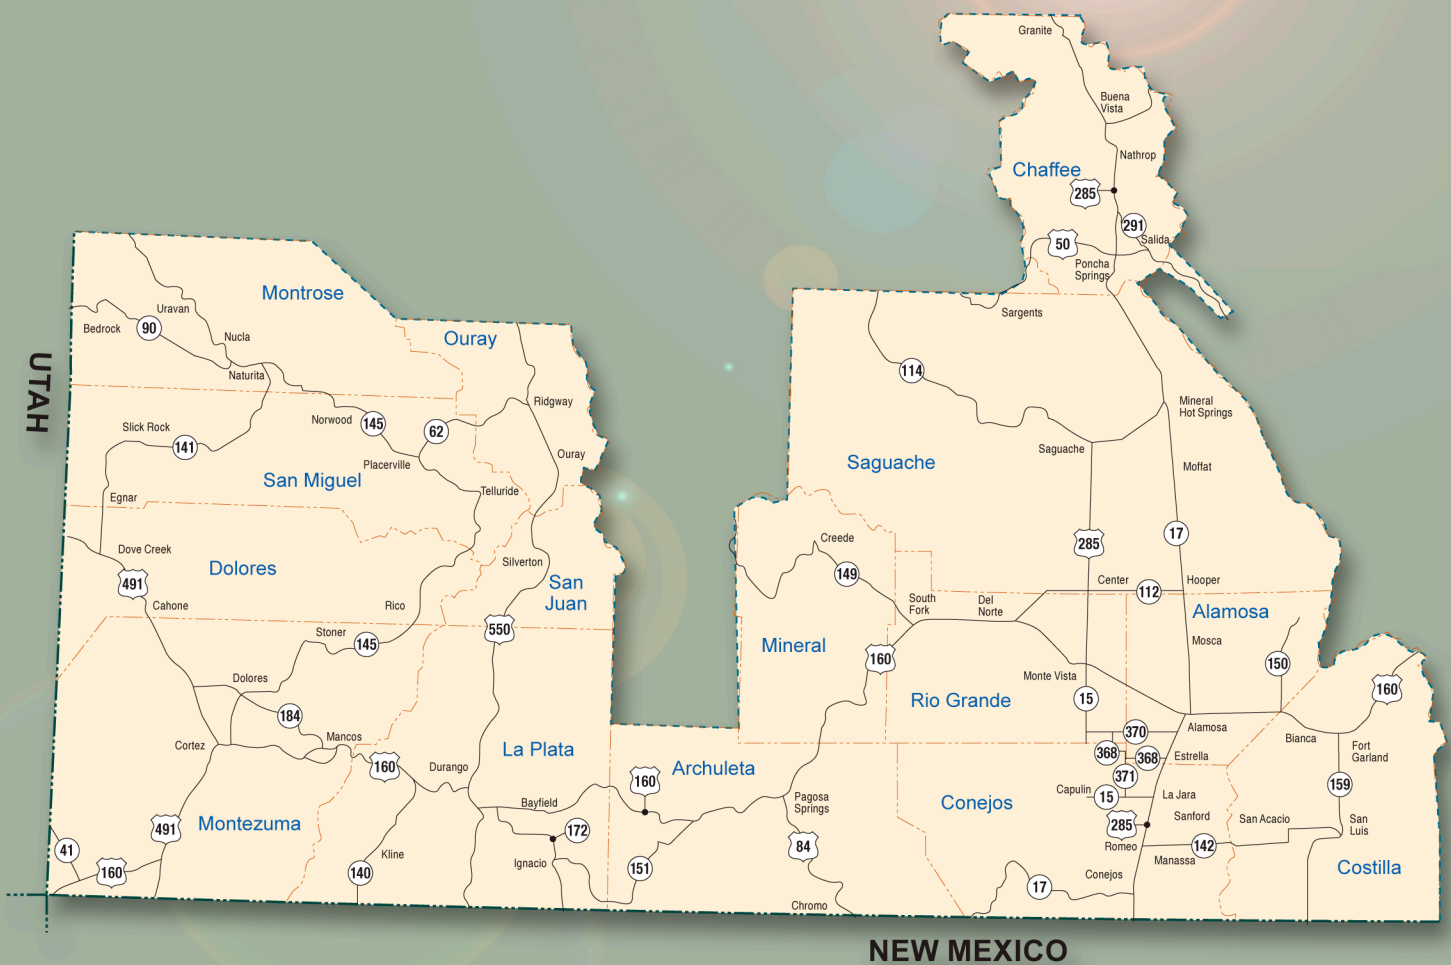 Granite
Buena
Vista
Nathrop
Chaffee
285
291
50
Salida
Poncha
Springs
Sargents
Montrose
Uravan
Bedrock
90
Nucla
Naturita
Ouray
UTAH
Ridgway
Norwood
145
62
Slick Rock
141
Placerville
Ouray
San Miguel
Telluride
Egnar
Dove Creek
Dolores
491
Silverton
San
Juan
Cahone
Rico
550
Stoner
145
Dolores
184
Cortez
Mancos
160
Durango
La Plata
Montezuma
491
41
160
Kline
140
Bayfield
172
Ignacio
151
160
Archuleta
Pagosa
Springs
84
Chromo
114
Mineral
Hot Springs
Saguache
Saguache
Moffat
285
17
Creede
149
South
Fork
Del
Norte
Center
112
Hooper
Alamosa
Mineral
160
Mosca
150
Monte Vista
Rio Grande
15
160
370
Alamosa
368
368
Estrella
371
Bianca
Fort
Garland
Conejos
Capulin
15
La Jara
159
285
Sanford
San Acacio
San
Luis
Romeo
142
Manassa
Conejos
17
Costilla
NEW MEXICO